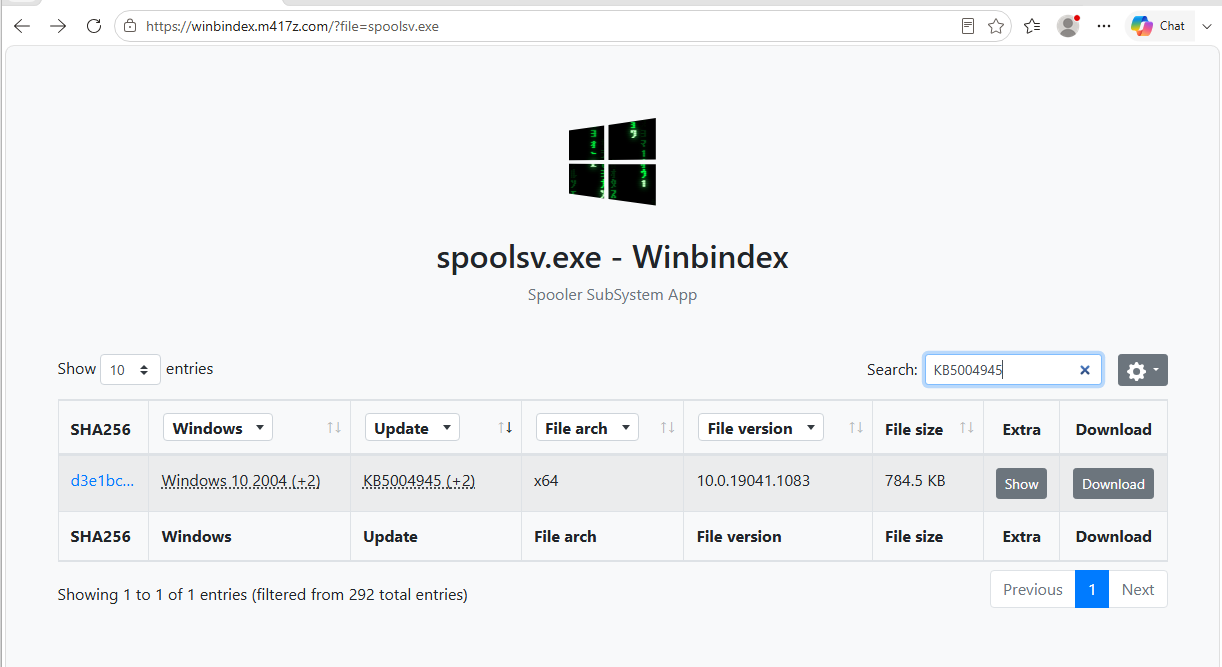 https://winbindex.m417z.com/?file=spoolsv.exe
Chat
spoolsv.exe - Winbindex
Spooler SubSystem App
Show 10 entries
Search: KB5004945
SHA256 Windows Update File arch File version File size Extra Download
d3e1bc... Windows 10 2004 (+2) KB5004945 (+2) x64 10.0.19041.1083 784.5 KB Show Download
SHA256 Windows Update File arch File version File size Extra Download
Showing 1 to 1 of 1 entries (filtered from 292 total entries)
Previous 1 Next